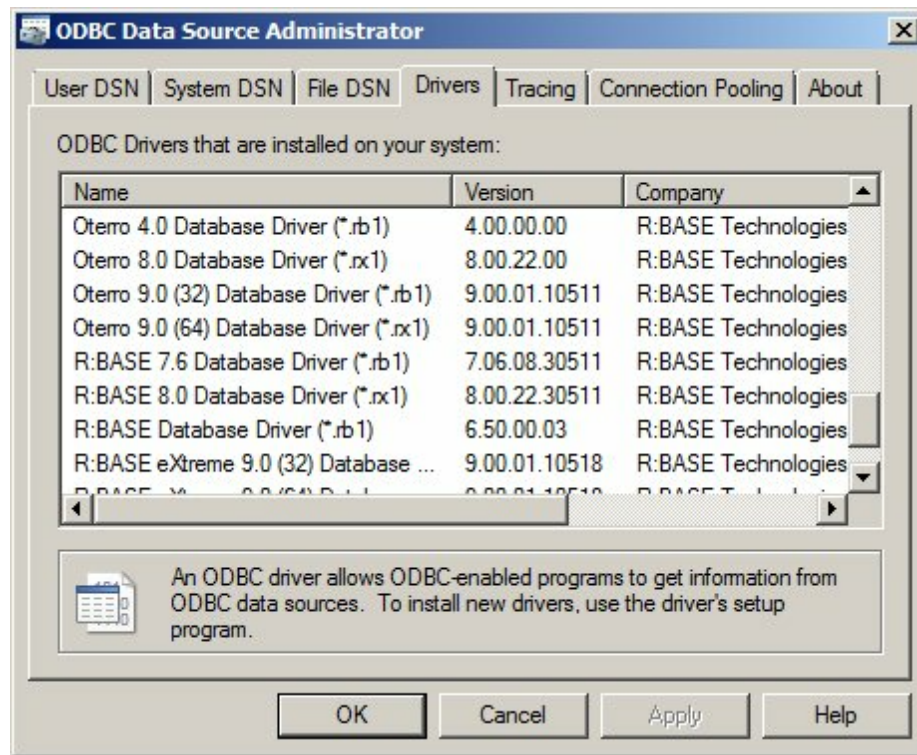 ODBC Data Source Administrator
User DSN System DSN File DSN Drivers Tracing Connection Pooling About
ODBC Drivers that are installed on your system:
Name Version Company
Oterro 4.0 Database Driver (*.rb1) 4.00.00.00 R:BASE Technologies
Oterro 8.0 Database Driver (*.rx1) 8.00.22.00 R:BASE Technologies
Oterro 9.0 (32) Database Driver (*.rb1) 9.00.01.10511 R:BASE Technologies
Oterro 9.0 (64) Database Driver (*.rx1) 9.00.01.10511 R:BASE Technologies
R:BASE 7.6 Database Driver (*.rb1) 7.06.08.30511 R:BASE Technologies
R:BASE 8.0 Database Driver (*.rx1) 8.00.22.30511 R:BASE Technologies
R:BASE Database Driver (*.rb1) 6.50.00.03 R:BASE Technologies
R:BASE eXtreme 9.0 (32) Database ... 9.00.01.10518 R:BASE Technologies
An ODBC driver allows ODBC-enabled programs to get information from
ODBC data sources. To install new drivers, use the driver's setup
program.
OK Cancel Apply Help